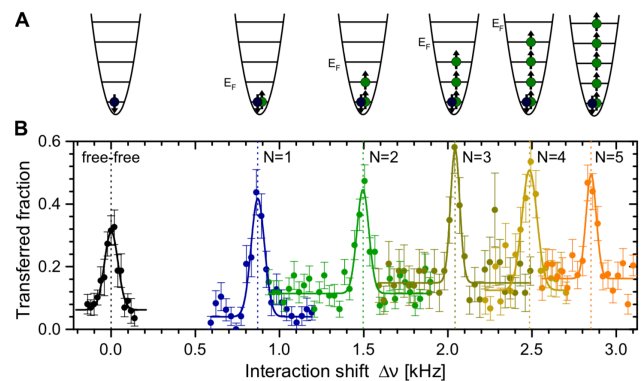 A
E_F
E_F
E_F
E_F
B
free-free
N=1
N=2
N=3
N=4
N=5
0.6
0.4
0.2
0.0
Transferred fraction
0.0
0.5
1.0
1.5
2.0
2.5
3.0
Interaction shift Δν [kHz]